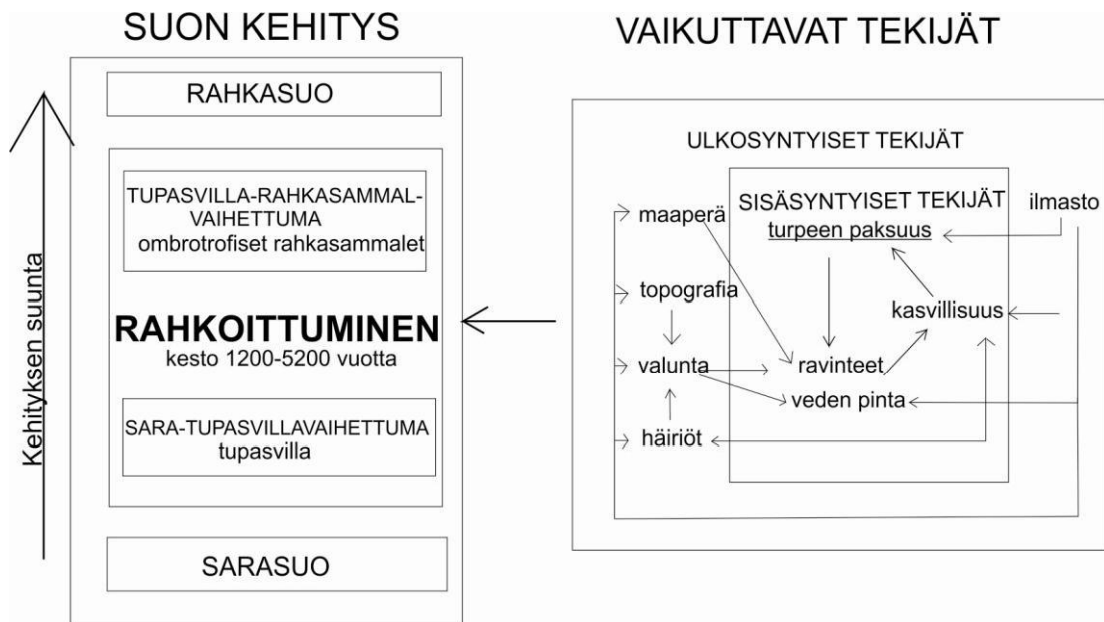 SUON KEHITYS
Kehityksen suunta
RAHKASUO
TUPASVILLA-RAHKASAMMAL-
VAIHETTUMA
ombrotrofiset rahkasammalet
RAHKOITTUMINEN
kesto 1200-5200 vuotta
SARA-TUPASVILLAVAIHETTUMA
tupasvilla
SARASUO
VAIKUTTAVAT TEKIJÄT
ULKOSYNTYISET TEKIJÄT
SISÄSYNTYISET TEKIJÄT
turpeen paksuus
maaperä
ilmasto
topografia
kasvillisuus
valunta
ravinteet
veden pinta
häiriöt